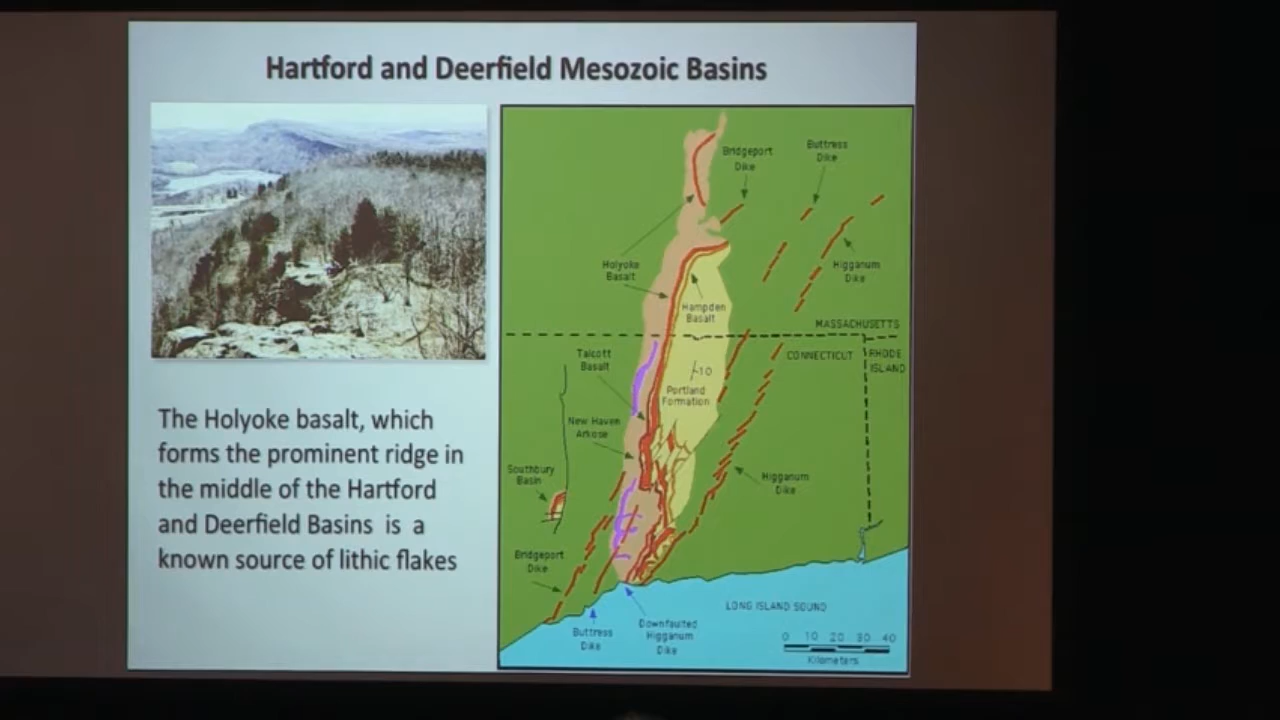 Hartford and Deerfield Mesozoic Basins
The Holyoke basalt, which
forms the prominent ridge in
the middle of the Hartford
and Deerfield Basins is a
known source of lithic flakes
Bridgeport
Dike
Buttress
Dike
Holyoke
Basalt
Higganum
Dike
Hampden
Basalt
MASSACHUSETTS
CONNECTICUT
RHODE
ISLAND
Talcott
Basalt
10
Portland
Formation
New Haven
Arkose
Southbury
Basin
Higganum
Dike
Bridgeport
Dike
LONG ISLAND SOUND
Buttress
Dike
Downfaulted
Higganum
Dike
0 10 20 30 40
Kilometers